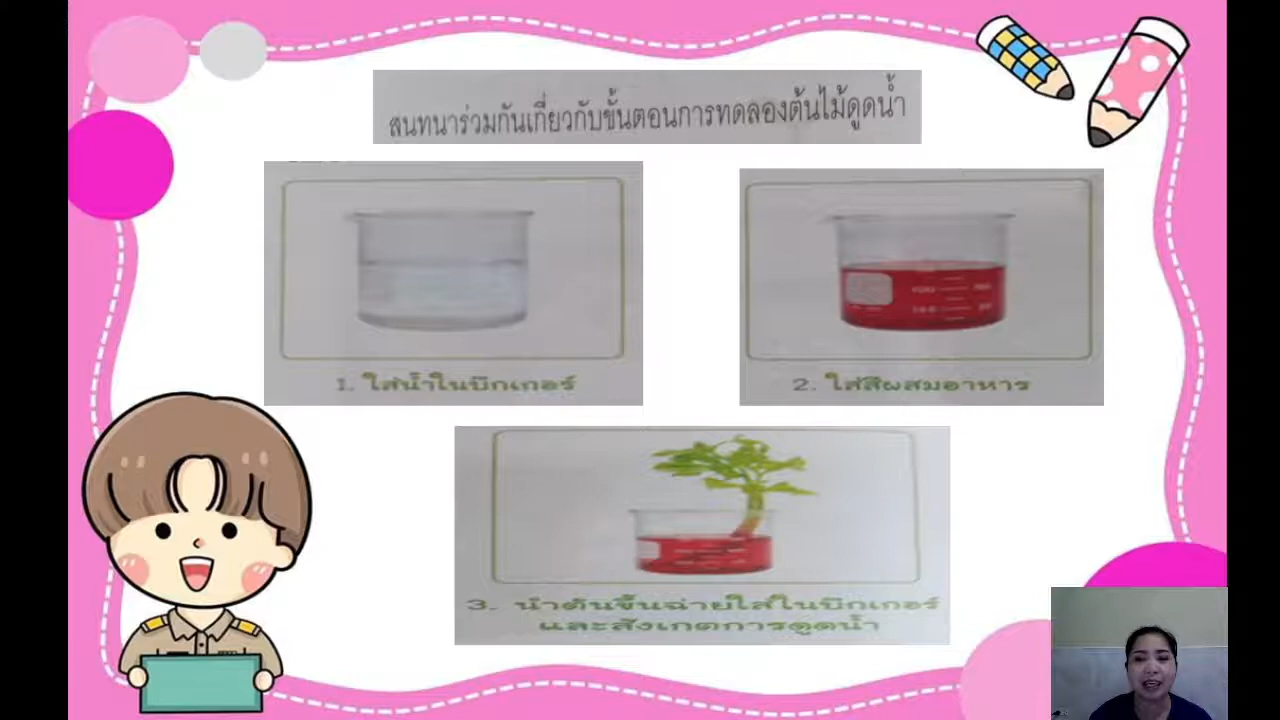 สนทนาร่วมกันเกี่ยวกับขั้นตอนการทดลองต้นไม้ดูดน้ำ
1. ใส่น้ำในบีกเกอร์
2. ใส่สีผสมอาหาร
3. นำต้นขึ้นฉ่ายใส่ในบีกเกอร์
และสังเกตการดูดน้ำ